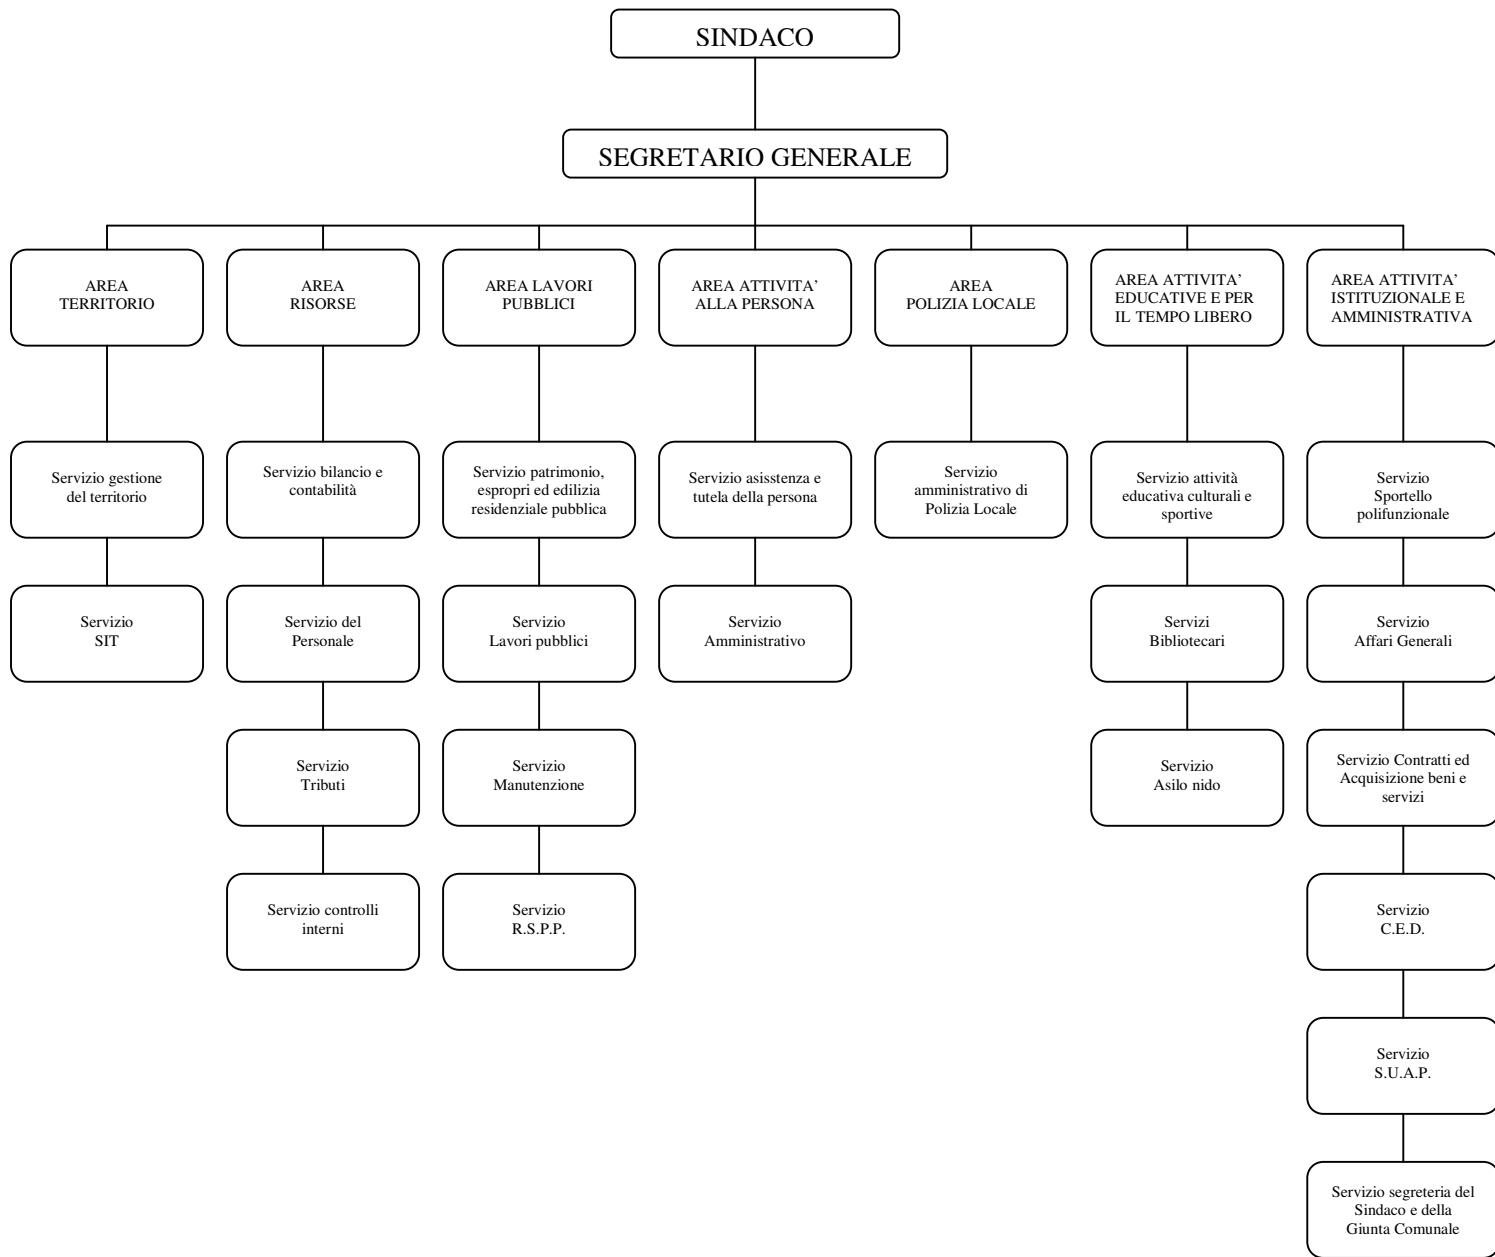 SINDACO
SEGRETARIO GENERALE
AREA
TERRITORIO
AREA
RISORSE
AREA LAVORI
PUBBLICI
AREA ATTIVITA’
ALLA PERSONA
AREA
POLIZIA LOCALE
AREA ATTIVITA’
EDUCATIVE E PER
IL TEMPO LIBERO
AREA ATTIVITA’
ISTITUZIONALE E
AMMINISTRATIVA
Servizio gestione
del territorio
Servizio bilancio e
contabilità
Servizio patrimonio,
espropri ed edilizia
residenziale pubblica
Servizio asisstenza e
tutela della persona
Servizio
amministrativo di
Polizia Locale
Servizio attività
educativa culturali e
sportive
Servizio
Sportello
polifunzionale
Servizio
SIT
Servizio del
Personale
Servizio
Lavori pubblici
Servizio
Amministrativo
Servizi
Bibliotecari
Servizio
Affari Generali
Servizio
Tributi
Servizio
Manutenzione
Servizio
Asilo nido
Servizio Contratti ed
Acquisizione beni e
servizi
Servizio controlli
interni
Servizio
R.S.P.P.
Servizio
C.E.D.
Servizio
S.U.A.P.
Servizio segreteria del
Sindaco e della
Giunta Comunale